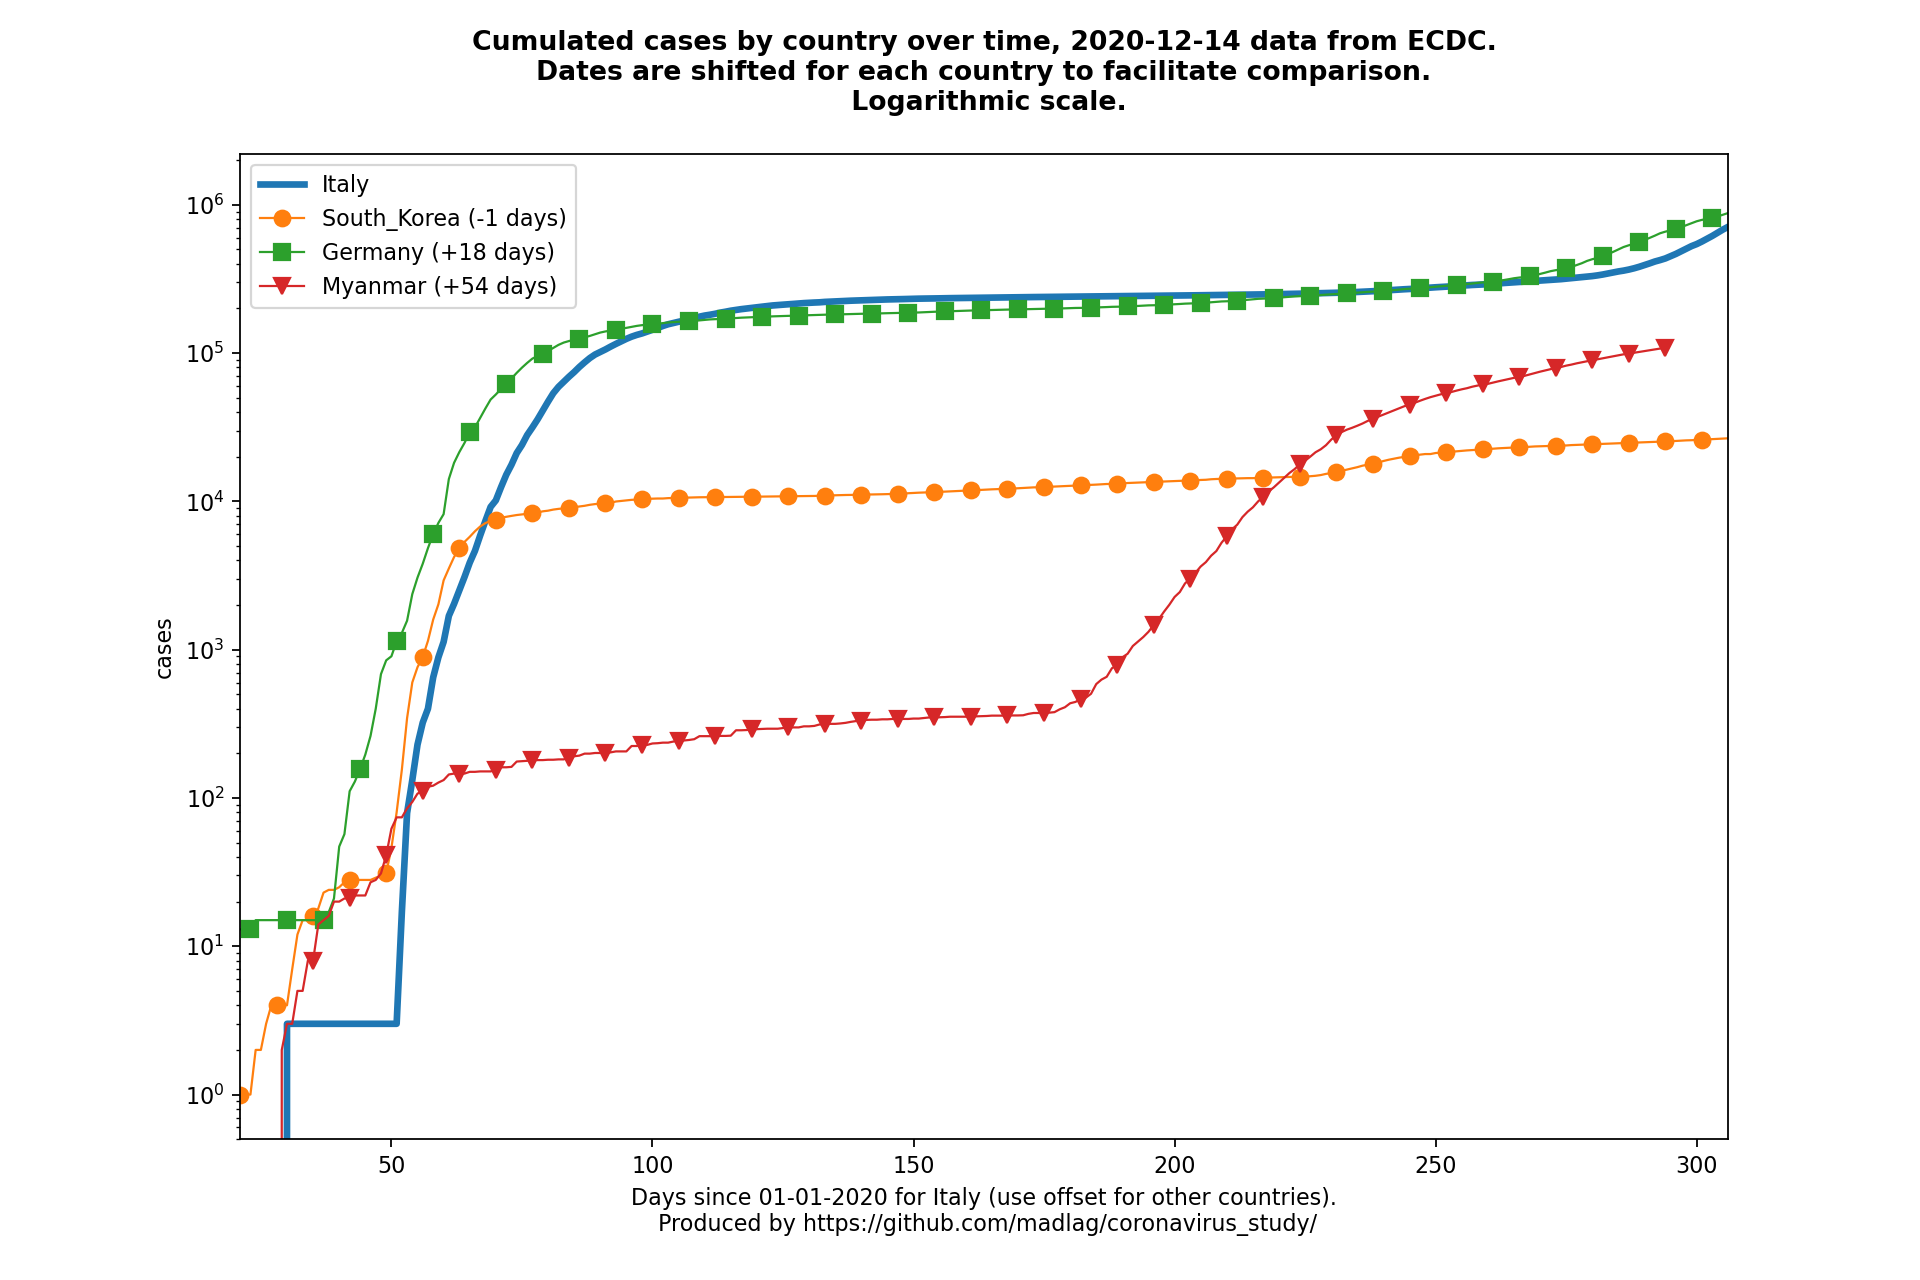 Cumulated cases by country over time, 2020-12-14 data from ECDC.
Dates are shifted for each country to facilitate comparison.
Logarithmic scale.
Italy
South_Korea (-1 days)
Germany (+18 days)
Myanmar (+54 days)
10^6
10^5
10^4
10^3
10^2
10^1
10^0
cases
50 100 150 200 250 300
Days since 01-01-2020 for Italy (use offset for other countries).
Produced by https://github.com/madlag/coronavirus_study/